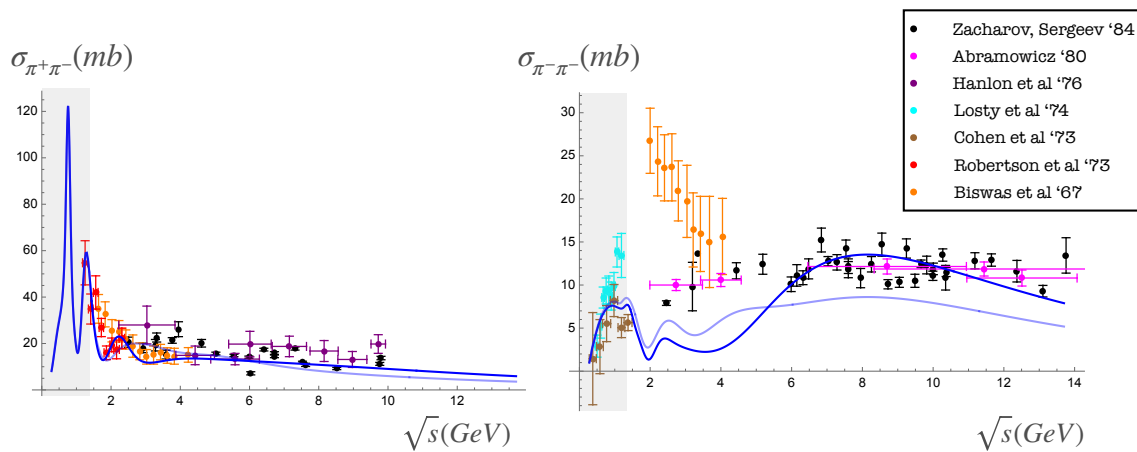 σπ+π−(mb)
120
100
80
60
40
20
2
4
6
8
10
12
√s(GeV)
σπ−π−(mb)
30
25
20
15
10
5
2
4
6
8
10
12
14
√s(GeV)
Zacharov, Sergeev ‘84
Abramowicz ‘80
Hanlon et al ‘76
Losty et al ‘74
Cohen et al ‘73
Robertson et al ‘73
Biswas et al ‘67